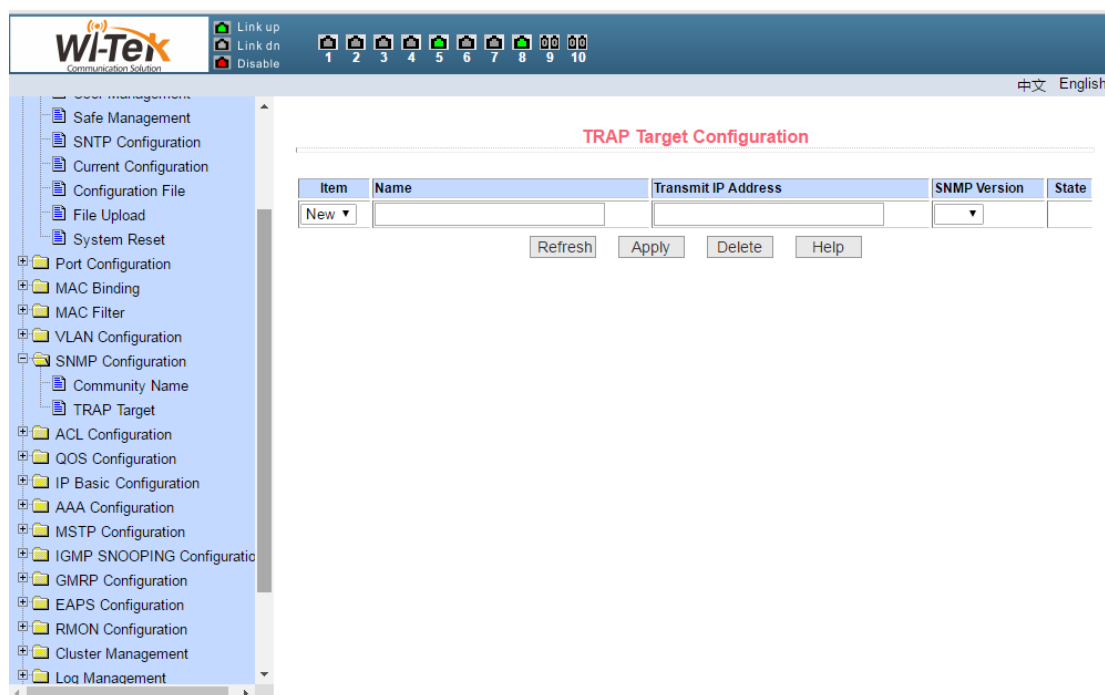 WI-TEK
Communication Solution
Link up
Link dn
Disable
1 2 3 4 5 6 7 8 9 10
中文 English
User Management
Safe Management
SNTP Configuration
Current Configuration
Configuration File
File Upload
System Reset
Port Configuration
MAC Binding
MAC Filter
VLAN Configuration
SNMP Configuration
Community Name
TRAP Target
ACL Configuration
QOS Configuration
IP Basic Configuration
AAA Configuration
MSTP Configuration
IGMP SNOOPING Configuratio
GMRP Configuration
EAPS Configuration
RMON Configuration
Cluster Management
Log Management
TRAP Target Configuration
Item Name Transmit IP Address SNMP Version State
New
Refresh Apply Delete Help